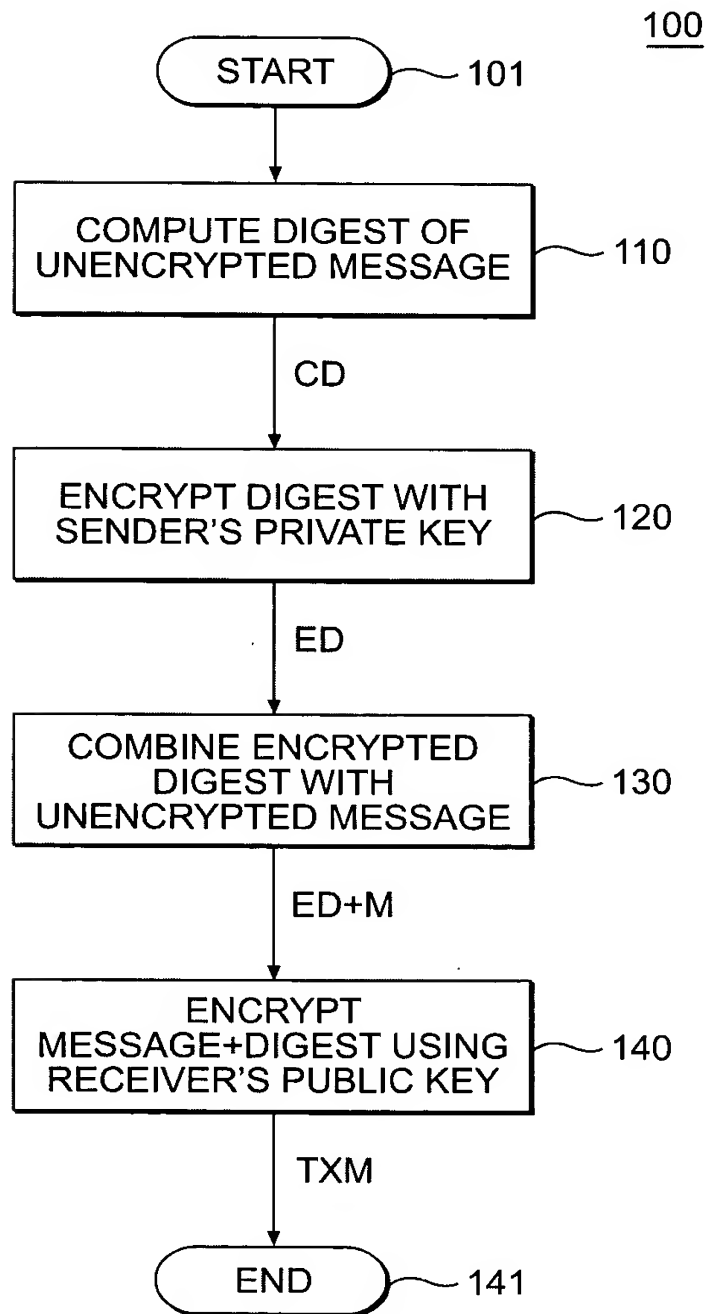 100
START
101
COMPUTE DIGEST OF
UNENCRYPTED MESSAGE
110
CD
ENCRYPT DIGEST WITH
SENDER'S PRIVATE KEY
120
ED
COMBINE ENCRYPTED
DIGEST WITH
UNENCRYPTED MESSAGE
130
ED+M
ENCRYPT
MESSAGE+DIGEST USING
RECEIVER'S PUBLIC KEY
140
TXM
END
141